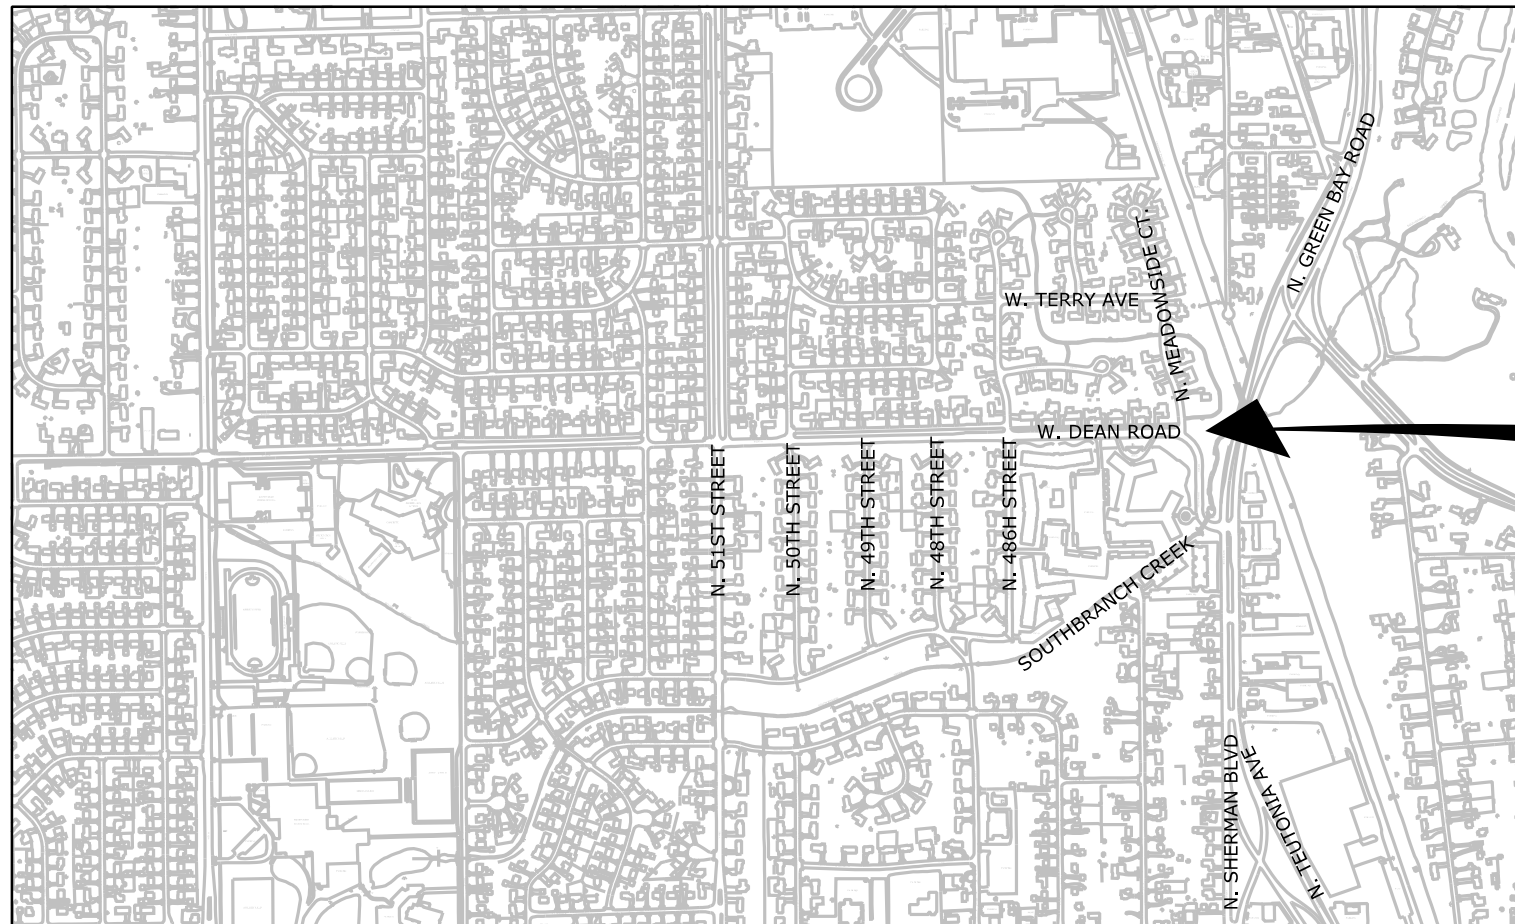 N. GREEN BAY ROAD
N. MEADOWSIDE CT.
W. TERRY AVE
W. DEAN ROAD
N. 51ST STREET
N. 50TH STREET
N. 49TH STREET
N. 48TH STREET
N. 486H STREET
SOUTHBRANCH CREEK
N. SHERMAN BLVD
N. TEUTONIA AVE